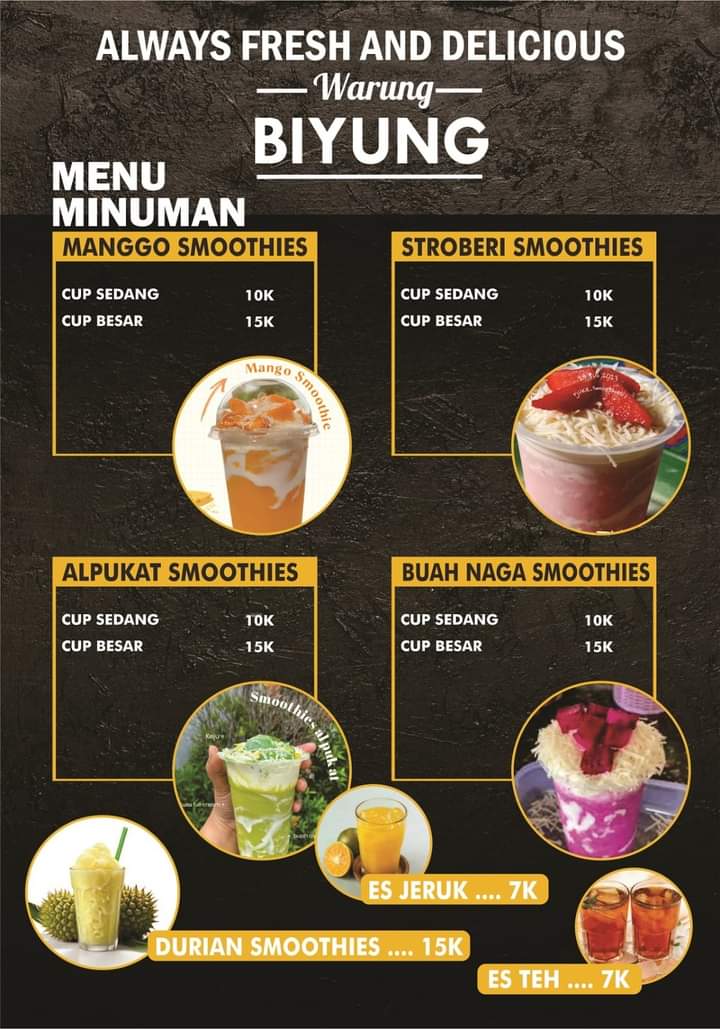 ALWAYS FRESH AND DELICIOUS
Warung
BIYUNG
MENU
MINUMAN
MANGGO SMOOTHIES
CUP SEDANG 10K
CUP BESAR 15K
Mango Smoothie
STROBERI SMOOTHIES
CUP SEDANG 10K
CUP BESAR 15K
ALPUKAT SMOOTHIES
CUP SEDANG 10K
CUP BESAR 15K
Smoothies alpukat
Keju
BUAH NAGA SMOOTHIES
CUP SEDANG 10K
CUP BESAR 15K
ES JERUK .... 7K
DURIAN SMOOTHIES .... 15K
ES TEH .... 7K